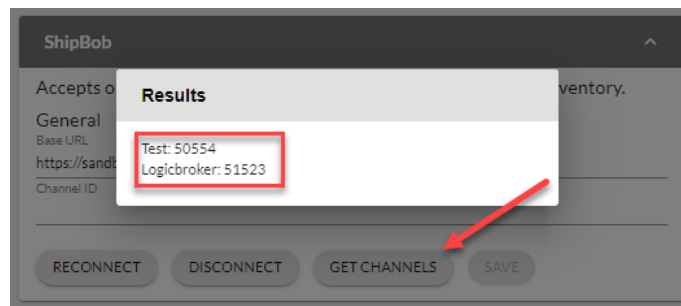 ShipBob
Accepts o
ventory.
Results
General
Base URL
Test: 50554
https://sandb
Logicbroker: 51523
Channel ID
RECONNECT DISCONNECT GET CHANNELS SAVE